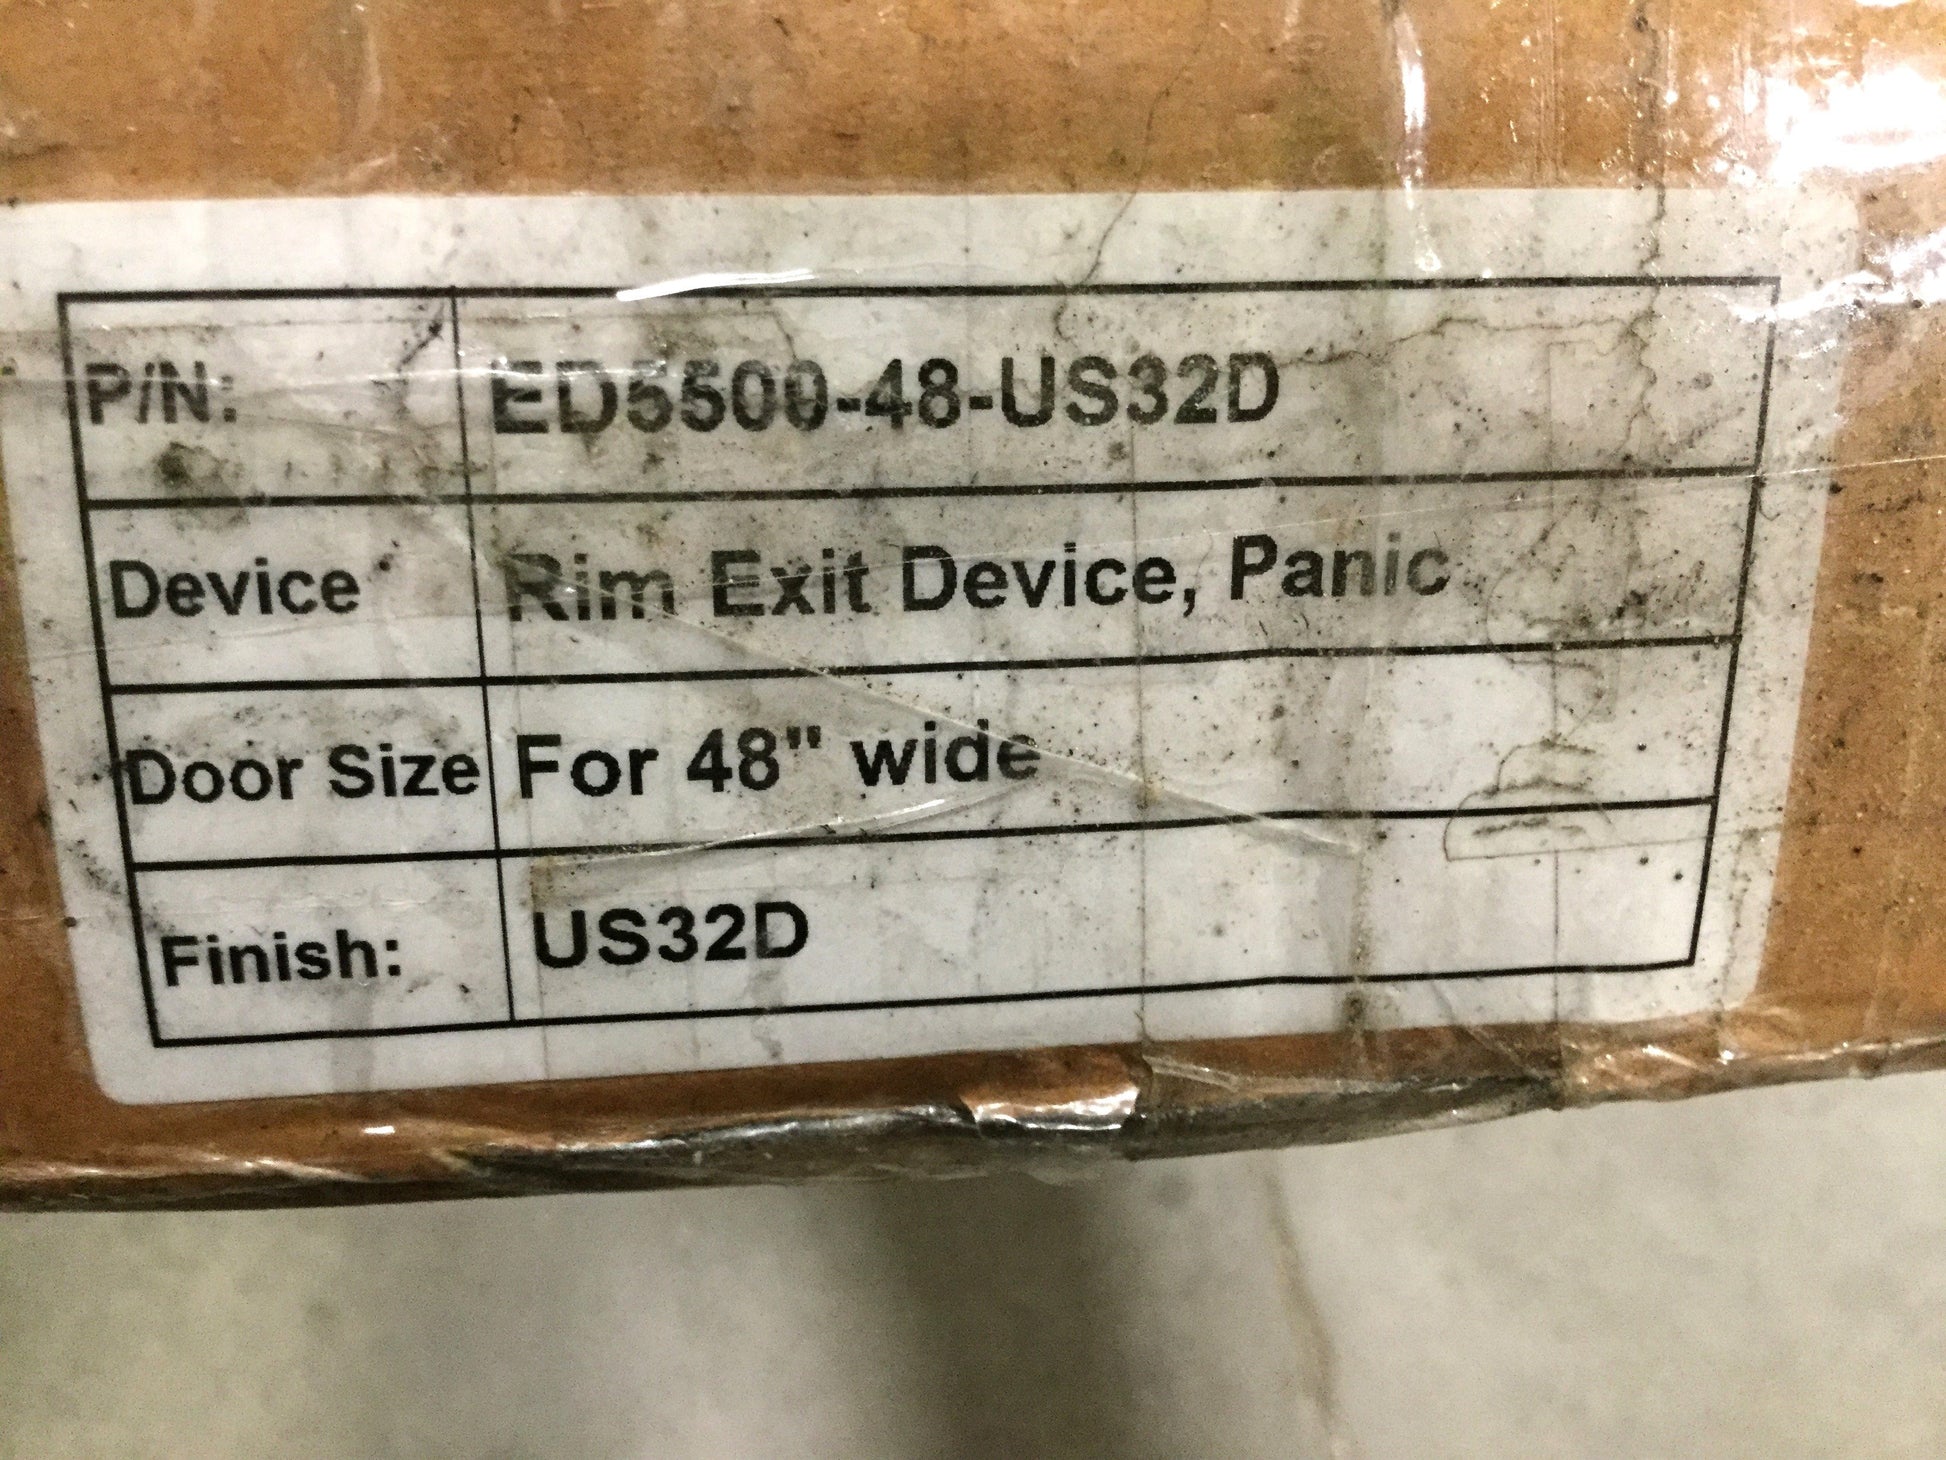 P/N: ED5500-48-US32D
Device Rim Exit Device, Panic
Door Size For 48" wide
Finish: US32D